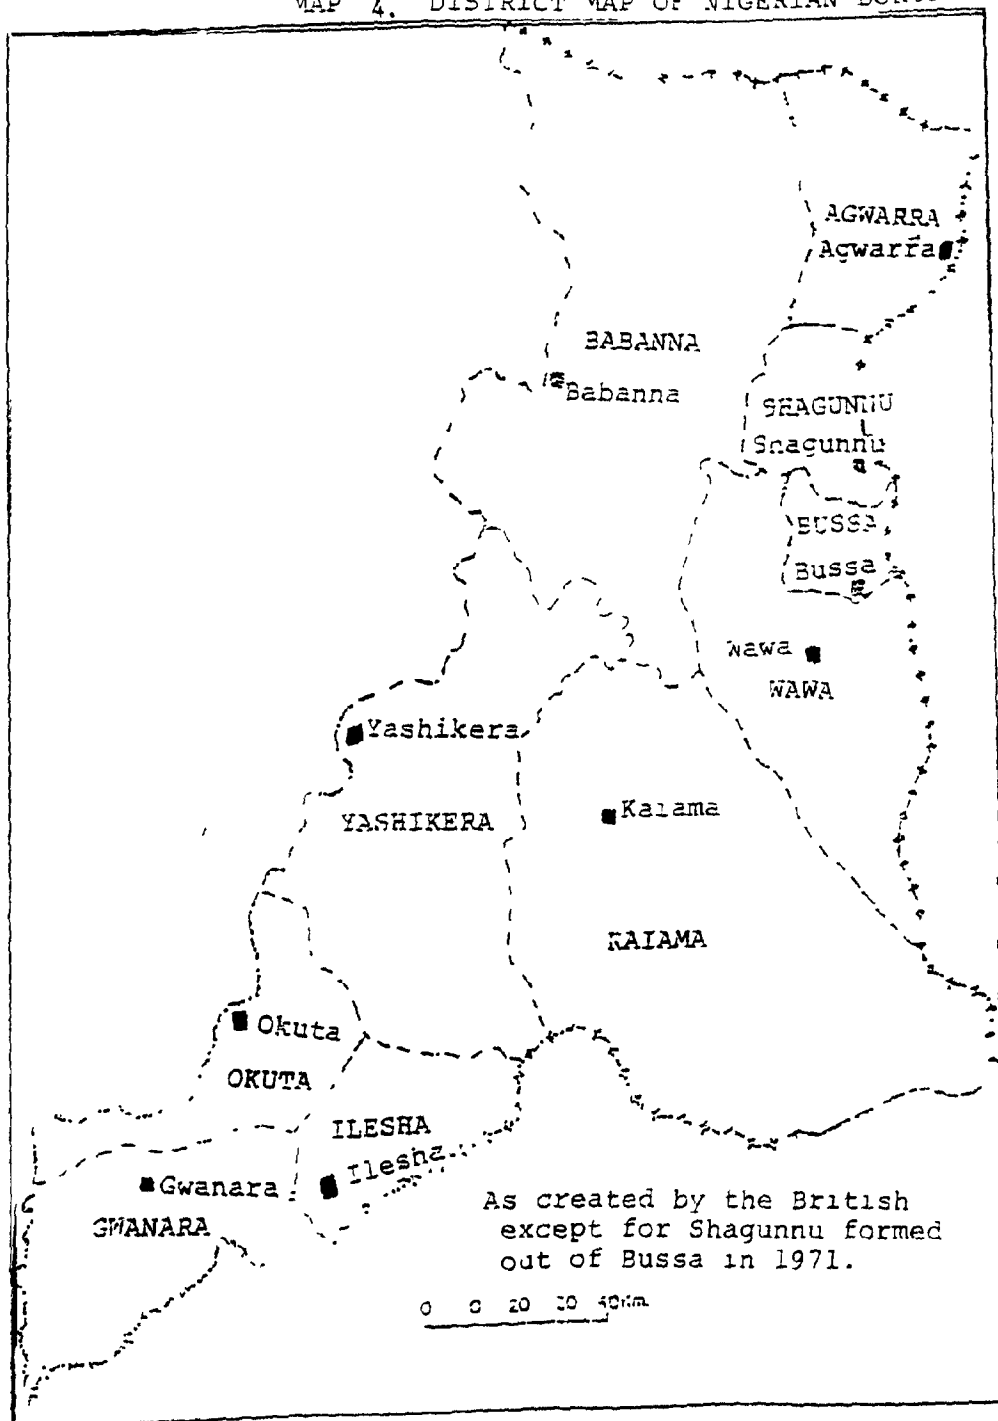 MAP 4. DISTRICT MAP OF NIGERIAN
AGWARRA
Agwarra
BABANNA
Babanna
SHAGUNNU
Shagunnu
BUSSA
Bussa
Wawa
WAWA
Yashikera
YASHIKERA
Kaiama
KAIAMA
Okuta
OKUTA
ILESHA
Ilesha
Gwanara
GWANARA
As created by the British
except for Shagunnu formed
out of Bussa in 1971.
0 20